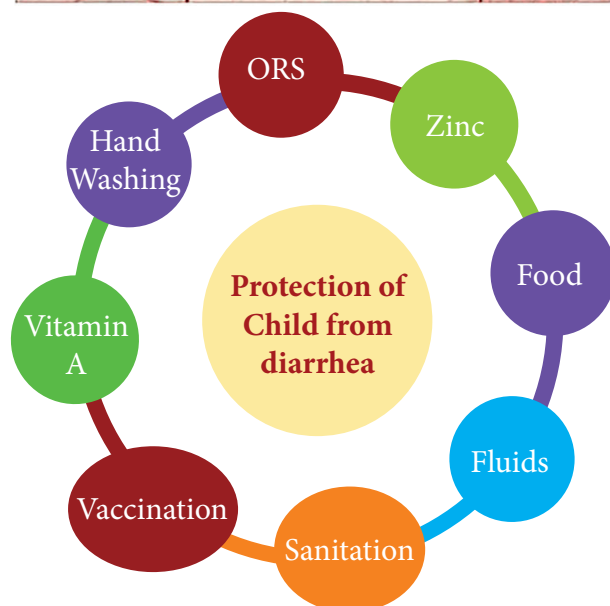 ORS
Zinc
Food
Fluids
Sanitation
Vaccination
Vitamin
A
Hand
Washing
Protection of
Child from
diarrhea